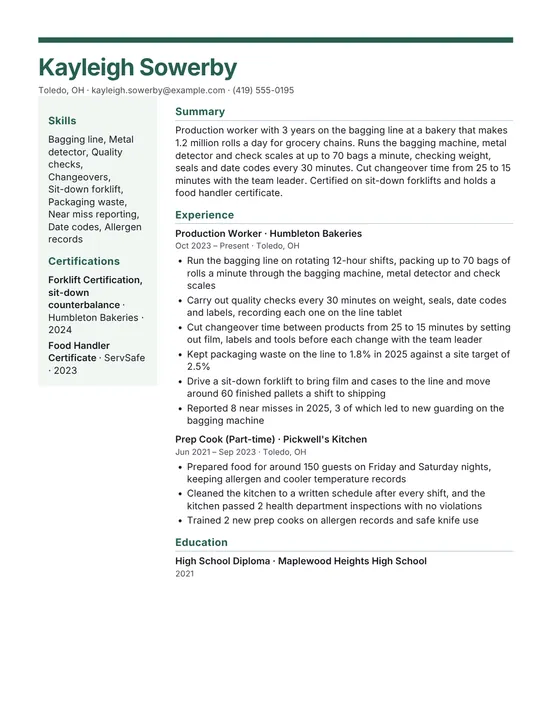 Kayleigh Sowerby
Toledo, OH · kayleigh.sowerby@example.com · (419) 555-0195
Skills
Bagging line, Metal
detector, Quality
checks,
Changeovers,
Sit-down forklift,
Packaging waste,
Near miss reporting,
Date codes, Allergen
records
Certifications
Forklift Certification,
sit-down
counterbalance ·
Humbleton Bakeries ·
2024
Food Handler
Certificate · ServSafe
· 2023
Summary
Production worker with 3 years on the bagging line at a bakery that makes
1.2 million rolls a day for grocery chains. Runs the bagging machine, metal
detector and check scales at up to 70 bags a minute, checking weight,
seals and date codes every 30 minutes. Cut changeover time from 25 to 15
minutes with the team leader. Certified on sit-down forklifts and holds a
food handler certificate.
Experience
Production Worker · Humbleton Bakeries
Oct 2023 – Present · Toledo, OH
• Run the bagging line on rotating 12-hour shifts, packing up to 70 bags of
rolls a minute through the bagging machine, metal detector and check
scales
• Carry out quality checks every 30 minutes on weight, seals, date codes
and labels, recording each one on the line tablet
• Cut changeover time between products from 25 to 15 minutes by setting
out film, labels and tools before each change with the team leader
• Kept packaging waste on the line to 1.8% in 2025 against a site target of
2.5%
• Drive a sit-down forklift to bring film and cases to the line and move
around 60 finished pallets a shift to shipping
• Reported 8 near misses in 2025, 3 of which led to new guarding on the
bagging machine
Prep Cook (Part-time) · Pickwell's Kitchen
Jun 2021 – Sep 2023 · Toledo, OH
• Prepared food for around 150 guests on Friday and Saturday nights,
keeping allergen and cooler temperature records
• Cleaned the kitchen to a written schedule after every shift, and the
kitchen passed 2 health department inspections with no violations
• Trained 2 new prep cooks on allergen records and safe knife use
Education
High School Diploma · Maplewood Heights High School
2021